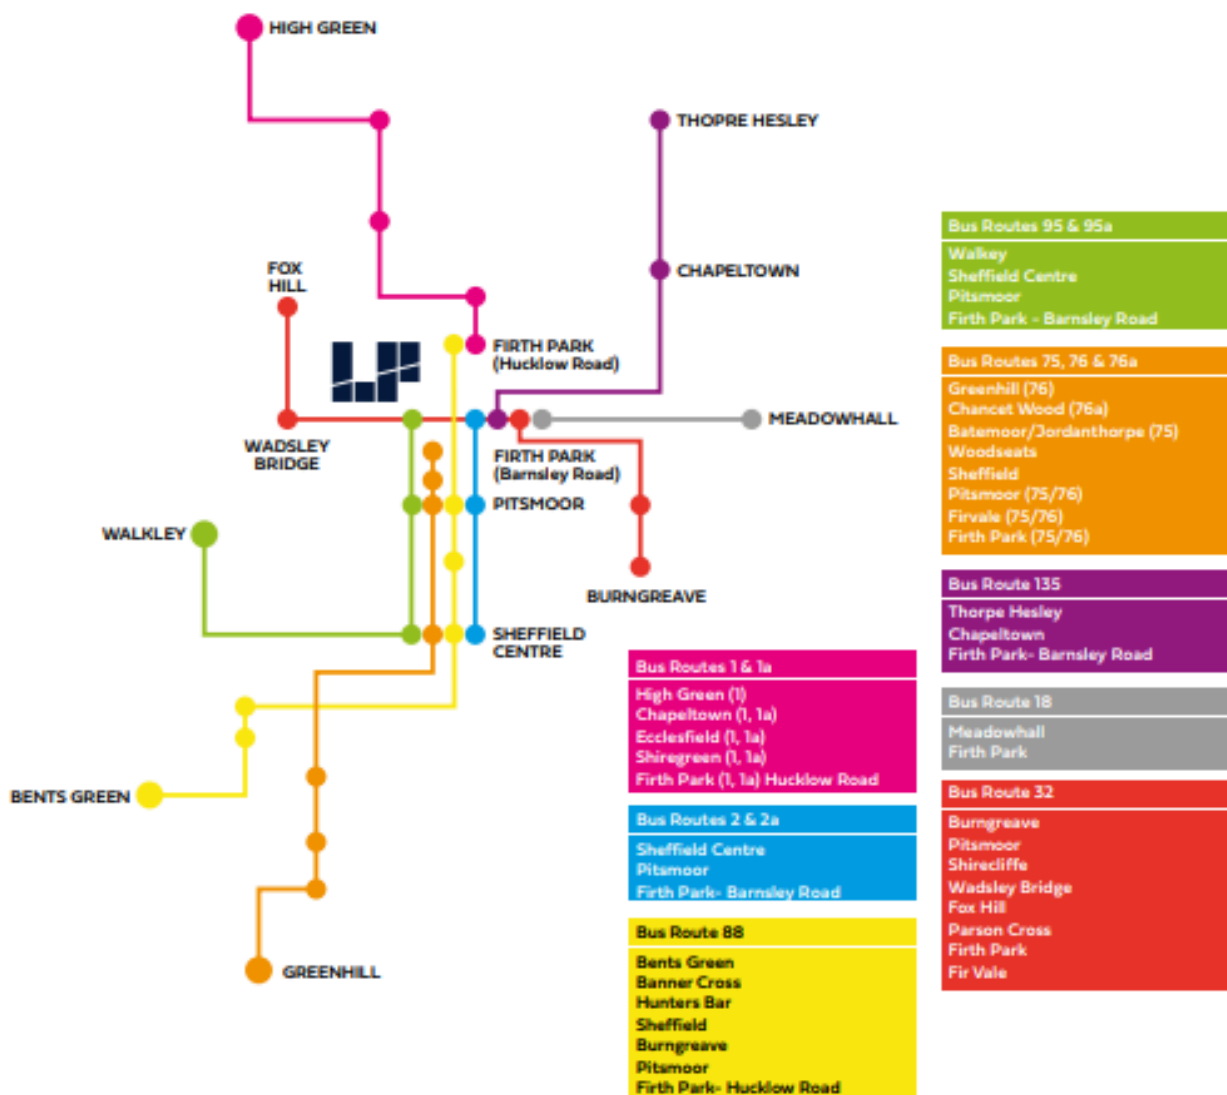 HIGH GREEN
THOPRE HESLEY
CHAPELTOWN
FOX
HILL
FIRTH PARK
(Hucklow Road)
MEADOWHALL
WADSLEY
BRIDGE
FIRTH PARK
(Barnsley Road)
PITSMOOR
WALKLEY
BURNGREAVE
SHEFFIELD
CENTRE
BENTS GREEN
GREENHILL
Bus Routes 1 & 1a
High Green (1)
Chapeltown (1, 1a)
Ecclesfield (1, 1a)
Shiregreen (1, 1a)
Firth Park (1, 1a) Hucklow Road
Bus Routes 2 & 2a
Sheffield Centre
Pitsmoor
Firth Park- Barnsley Road
Bus Route 88
Bents Green
Banner Cross
Hunters Bar
Sheffield
Burngreave
Pitsmoor
Firth Park- Hucklow Road
Bus Routes 95 & 95a
Walkey
Sheffield Centre
Pitsmoor
Firth Park - Barnsley Road
Bus Routes 75, 76 & 76a
Greenhill (76)
Chancet Wood (76a)
Batemoor/Jordanthorpe (75)
Woodseats
Sheffield
Pitsmoor (75/76)
Firvale (75/76)
Firth Park (75/76)
Bus Route 135
Thorpe Hesley
Chapeltown
Firth Park- Barnsley Road
Bus Route 18
Meadowhall
Firth Park
Bus Route 32
Burngreave
Pitsmoor
Shirecliffe
Wadsley Bridge
Fox Hill
Parson Cross
Firth Park
Fir Vale